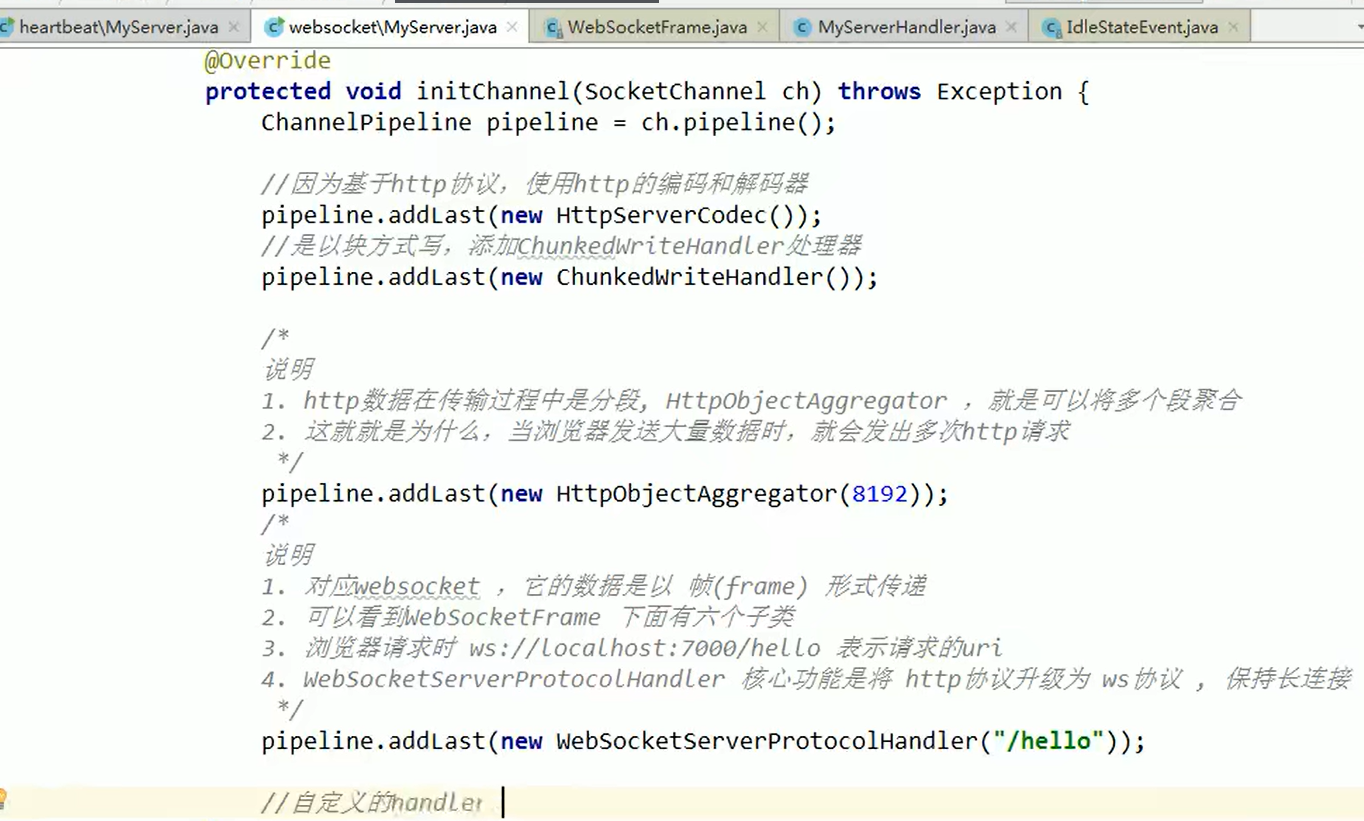 heartbeat\MyServer.java websocket\MyServer.java WebSocketFrame.java MyServerHandler.java IdleStateEvent.java
@Override
protected void initChannel(SocketChannel ch) throws Exception {
ChannelPipeline pipeline = ch.pipeline();
//因为基于http协议，使用http的编码和解码器
pipeline.addLast(new HttpServerCodec());
//是以块方式写，添加ChunkedWriteHandler处理器
pipeline.addLast(new ChunkedWriteHandler());
/*
说明
1. http数据在传输过程中是分段, HttpObjectAggregator ，就是可以将多个段聚合
2. 这就就是为什么，当浏览器发送大量数据时，就会发出多次http请求
*/
pipeline.addLast(new HttpObjectAggregator(8192));
/*
说明
1. 对应websocket ，它的数据是以 帧(frame) 形式传递
2. 可以看到WebSocketFrame 下面有六个子类
3. 浏览器请求时 ws://localhost:7000/hello 表示请求的uri
4. WebSocketServerProtocolHandler 核心功能是将 http协议升级为 ws协议 , 保持长连接
*/
pipeline.addLast(new WebSocketServerProtocolHandler("/hello"));
//自定义的handler